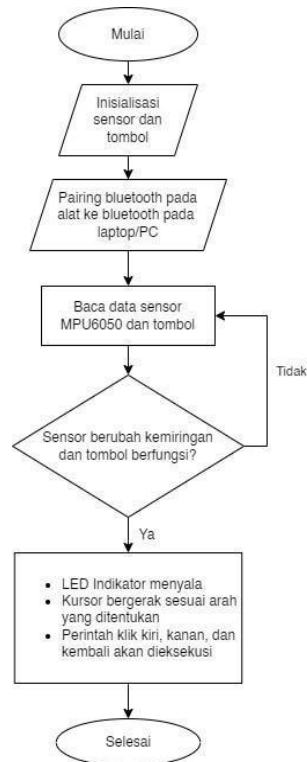 Mulai
Inisialisasi
sensor dan
tombol
Pairing bluetooth pada
alat ke bluetooth pada
laptop/PC
Baca data sensor
MPU6050 dan tombol
Tidak
Sensor berubah kemiringan
dan tombol berfungsi?
Ya
• LED Indikator menyala
• Kursor bergerak sesuai arah
yang ditentukan
• Perintah klik kiri, kanan, dan
kembali akan dieksekusi
Selesai